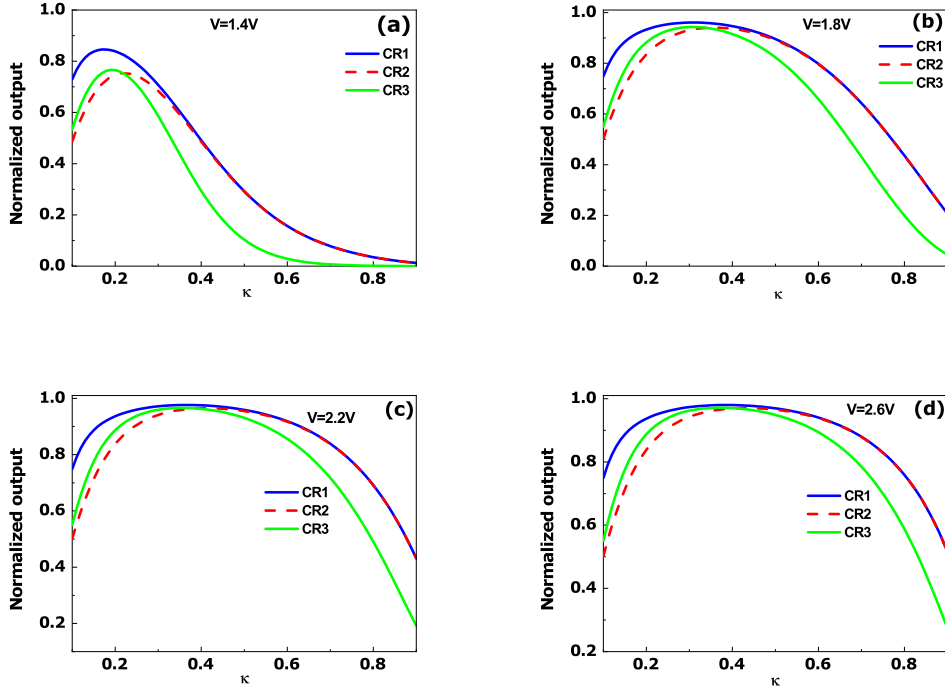 V=1.4V
(a)
CR1
CR2
CR3
1.0
0.8
0.6
0.4
0.2
0.0
Normalized output
0.2 0.4 0.6 0.8
κ
V=1.8V
(b)
CR1
CR2
CR3
1.0
0.8
0.6
0.4
0.2
0.0
Normalized output
0.2 0.4 0.6 0.8
κ
V=2.2V
(c)
CR1
CR2
CR3
1.0
0.8
0.6
0.4
0.2
Normalized output
0.2 0.4 0.6 0.8
κ
V=2.6V
(d)
CR1
CR2
CR3
1.0
0.8
0.6
0.4
0.2
Normalized output
0.2 0.4 0.6 0.8
κ